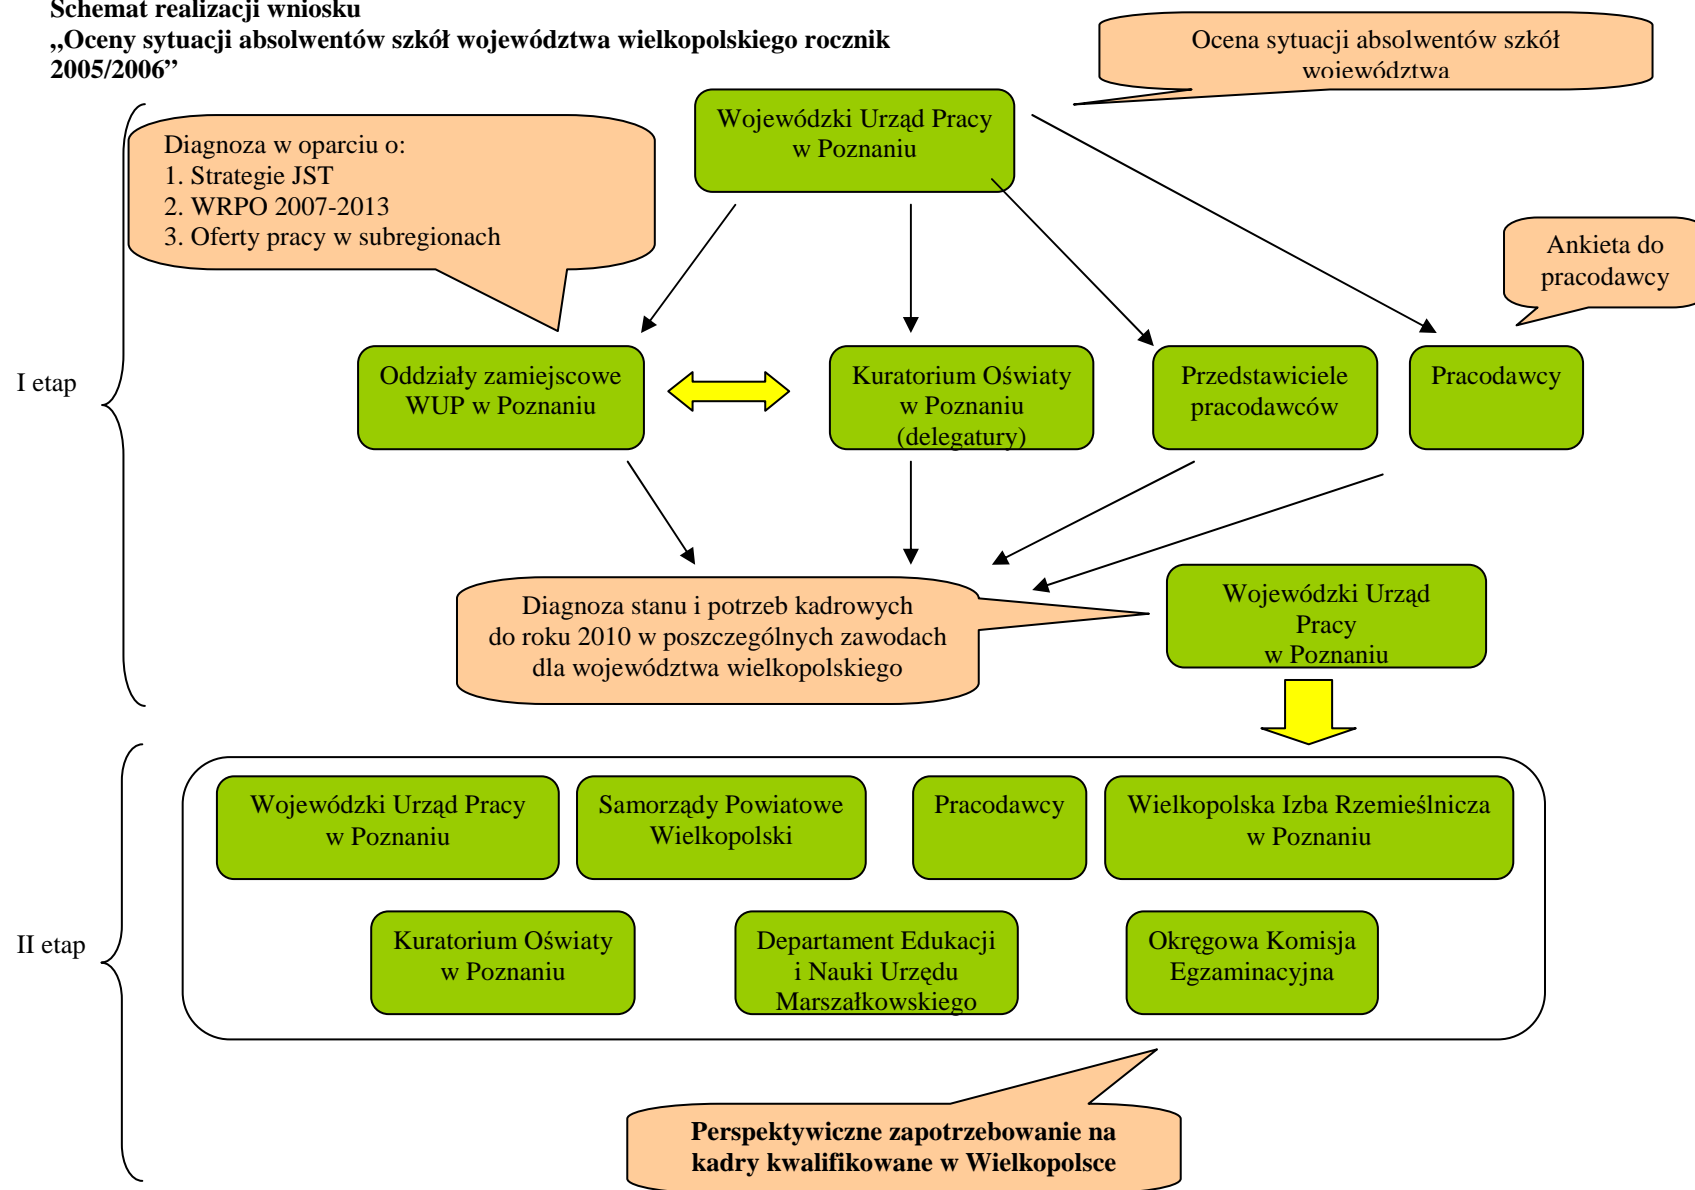 Schemat realizacji wniosku
„Oceny sytuacji absolwentów szkół województwa wielkopolskiego rocznik
2005/2006”
Ocena sytuacji absolwentów szkół
województwa
Wojewódzki Urząd Pracy
w Poznaniu
Diagnoza w oparciu o:
1. Strategie JST
2. WRPO 2007-2013
3. Oferty pracy w subregionach
Ankieta do
pracodawcy
I etap
Oddziały zamiejscowe
WUP w Poznaniu
Kuratorium Oświaty
w Poznaniu
(delegatury)
Przedstawiciele
pracodawców
Pracodawcy
Diagnoza stanu i potrzeb kadrowych
do roku 2010 w poszczególnych zawodach
dla województwa wielkopolskiego
Wojewódzki Urząd
Pracy
w Poznaniu
II etap
Wojewódzki Urząd Pracy
w Poznaniu
Samorządy Powiatowe
Wielkopolski
Pracodawcy
Wielkopolska Izba Rzemieślnicza
w Poznaniu
Kuratorium Oświaty
w Poznaniu
Departament Edukacji
i Nauki Urzędu
Marszałkowskiego
Okręgowa Komisja
Egzaminacyjna
Perspektywiczne zapotrzebowanie na
kadry kwalifikowane w Wielkopolsce